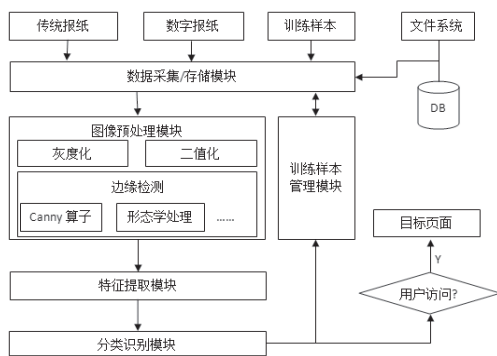 传统报纸
数字报纸
训练样本
文件系统
数据采集/存储模块
DB
图像预处理模块
灰度化
二值化
边缘检测
Canny 算子
形态学处理
……
训练样本
管理模块
目标页面
Y
特征提取模块
用户访问?
分类识别模块